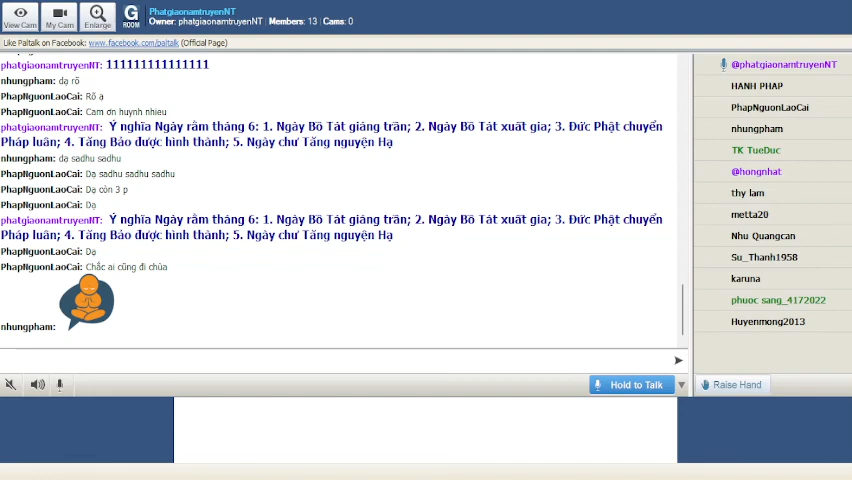 PhatgiaonamtruyenNT
Owner: phatgiaonamtruyenNT | Members: 13 | Cams: 0
View Cam
My Cam
Enlarge
G
ROOM
Like Paltalk on Facebook: www.facebook.com/paltalk (Official Page)
phatgiaonamtruyenNT: 111111111111111
nhungpham: dạ rõ
PhapNguonLaoCai: Rõ ạ
PhapNguonLaoCai: Cam ơn huynh nhieu
phatgiaonamtruyenNT: Ý nghĩa Ngày rằm tháng 6: 1. Ngày Bồ Tát giáng trần; 2. Ngày Bồ Tát xuất gia; 3. Đức Phật chuyển
Pháp luân; 4. Tăng Bảo được hình thành; 5. Ngày chư Tăng nguyện Hạ
nhungpham: dạ sadhu sadhu
PhapNguonLaoCai: Dạ sadhu sadhu sadhu
PhapNguonLaoCai: Dạ còn 3 p
PhapNguonLaoCai: Dạ
phatgiaonamtruyenNT: Ý nghĩa Ngày rằm tháng 6: 1. Ngày Bồ Tát giáng trần; 2. Ngày Bồ Tát xuất gia; 3. Đức Phật chuyển
Pháp luân; 4. Tăng Bảo được hình thành; 5. Ngày chư Tăng nguyện Hạ
PhapNguonLaoCai: Dạ
PhapNguonLaoCai: Chắc ai cũng đi chùa
nhungpham:
Hold to Talk
@phatgiaonamtruyenNT
HANH PHAP
PhapNguonLaoCai
nhungpham
TK TueDuc
@hongnhat
thy lam
metta20
Nhu Quangcan
Su_Thanh1958
karuna
phuoc sang_4172022
Huyenmong2013
Raise Hand